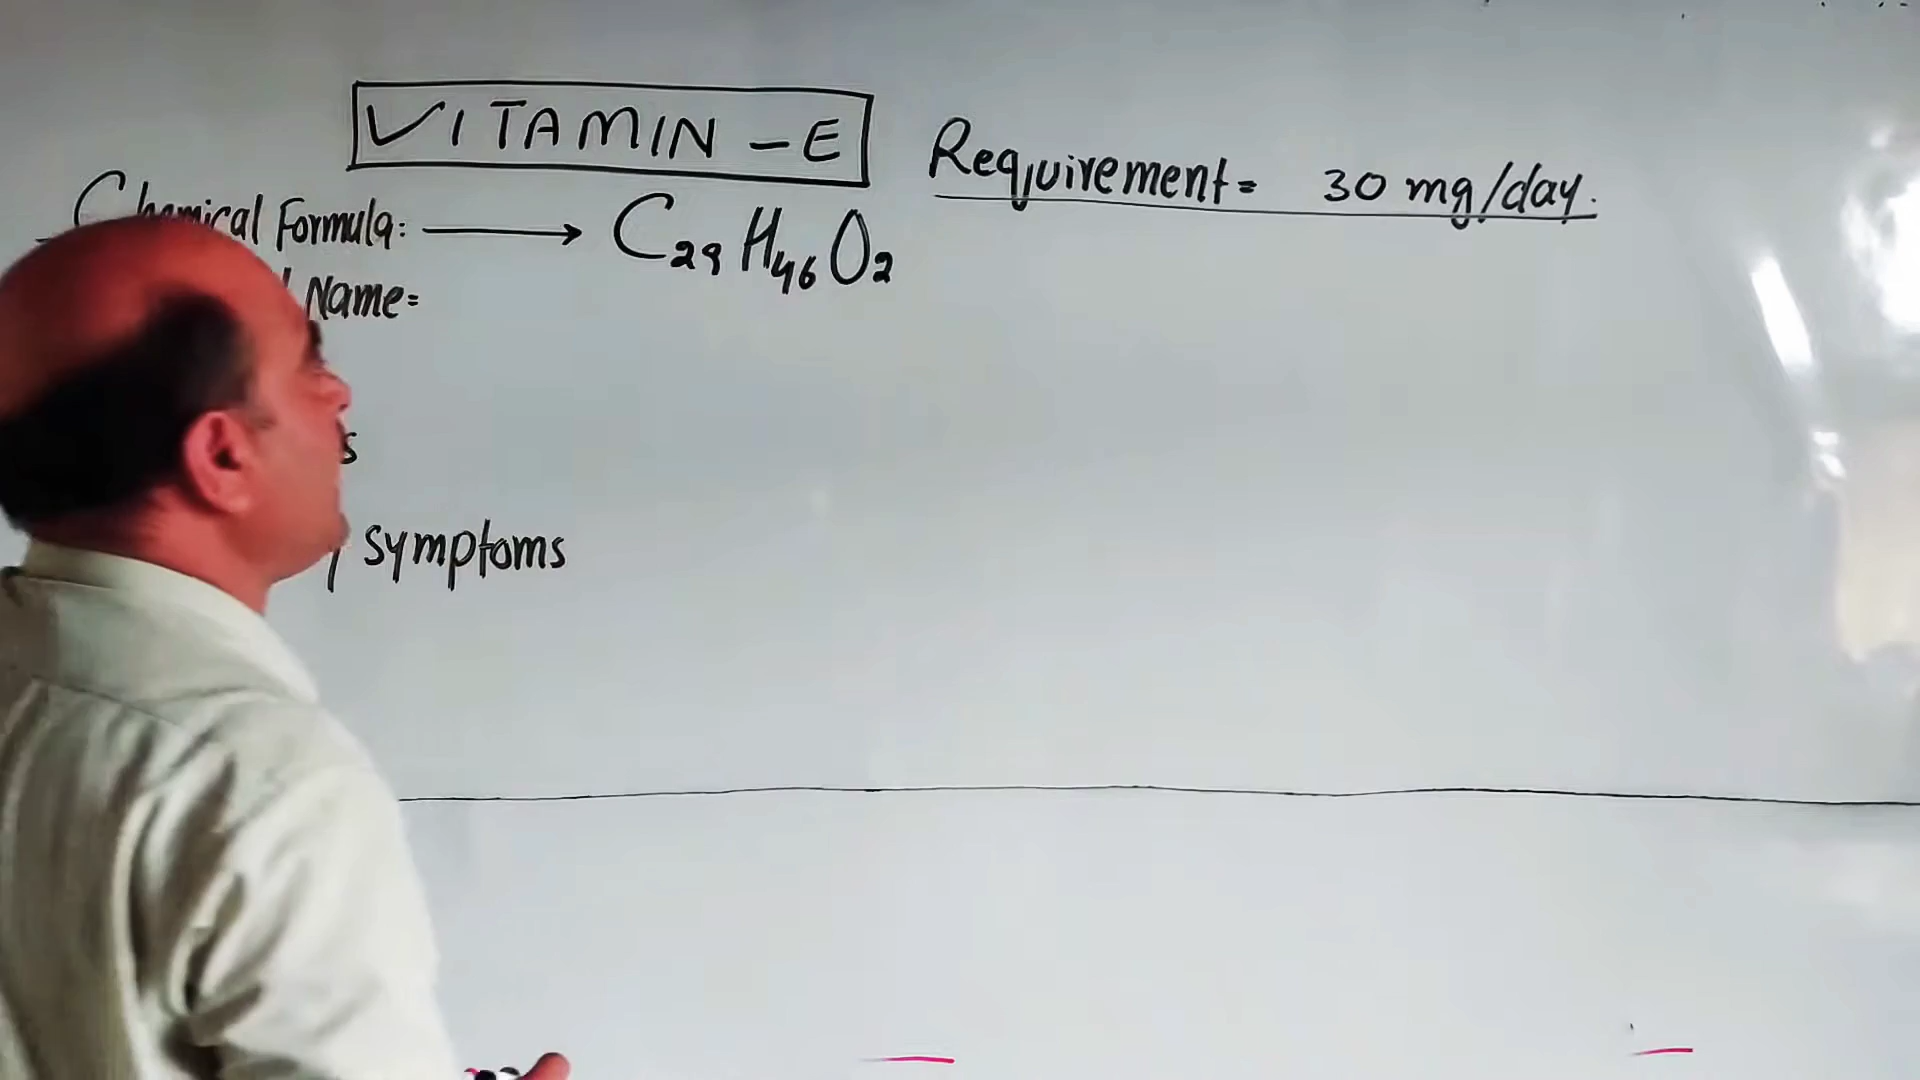 VITAMIN - E
Requirement = 30 mg/day.
Chemical Formula: → C₂₉ H₄₆ O₂
Name =
symptoms